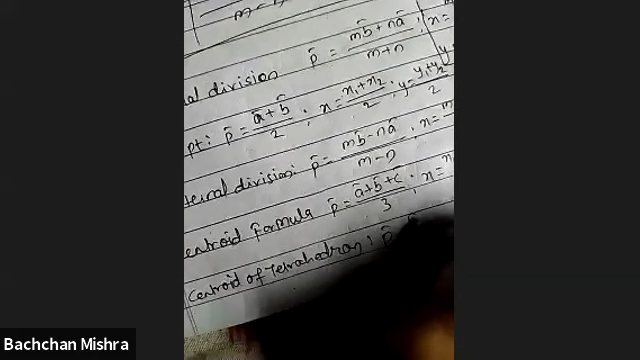 al division p̄ = (mb̄ + nā)/(m+n) ; x =
pt: p̄ = (ā + b̄)/2 ; x = (x₁+x₂)/2 ; y = (y₁+y₂)/2
ternal division: p̄ = (mb̄ − nā)/(m−n) ; x =
entroid formula p̄ = (ā+b̄+c̄)/3 ; x =
Centroid of Tetrahedron : p̄
Bachchan Mishra